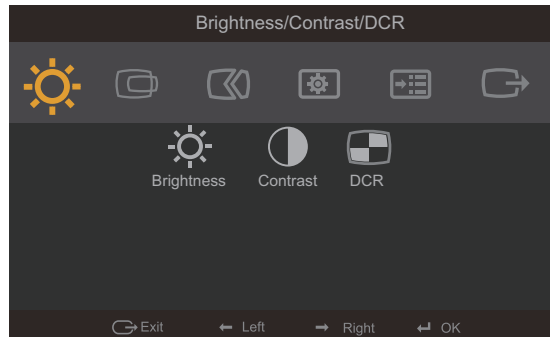 Brightness/Contrast/DCR
Brightness Contrast DCR
Exit Left Right OK